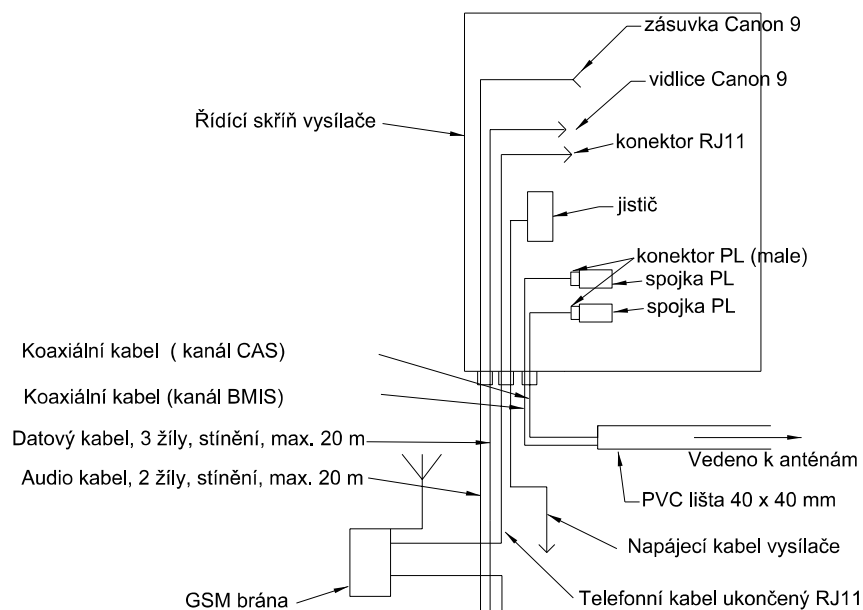 zásuvka Canon 9
vidlice Canon 9
Řídící skříň vysílače
konektor RJ11
jistič
konektor PL (male)
spojka PL
spojka PL
Koaxiální kabel ( kanál CAS)
Koaxiální kabel (kanál BMIS)
Datový kabel, 3 žíly, stínění, max. 20 m
Vedeno k anténám
Audio kabel, 2 žíly, stínění, max. 20 m
PVC lišta 40 x 40 mm
Napájecí kabel vysílače
GSM brána
Telefonní kabel ukončený RJ11